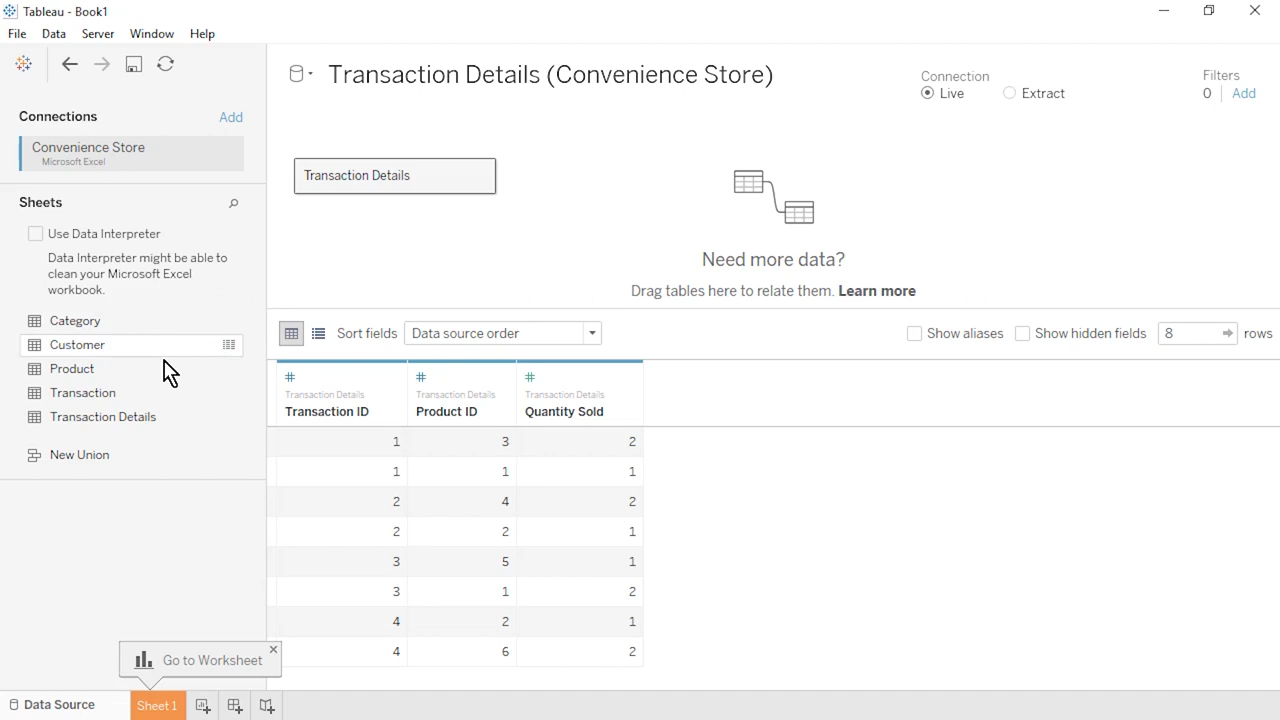 Tableau - Book1
File Data Server Window Help
Connections Add
Convenience Store
Microsoft Excel
Sheets
Use Data Interpreter
Data Interpreter might be able to
clean your Microsoft Excel
workbook.
Category
Customer
Product
Transaction
Transaction Details
New Union
Go to Worksheet
Transaction Details (Convenience Store)
Connection
Live Extract
Filters
0 Add
Transaction Details
Need more data?
Drag tables here to relate them. Learn more
Sort fields Data source order Show aliases Show hidden fields 8 rows
Transaction Details Transaction Details Transaction Details
Transaction ID Product ID Quantity Sold
1 3 2
1 1 1
2 4 2
2 2 1
3 5 1
3 1 2
4 2 1
4 6 2
Data Source Sheet 1